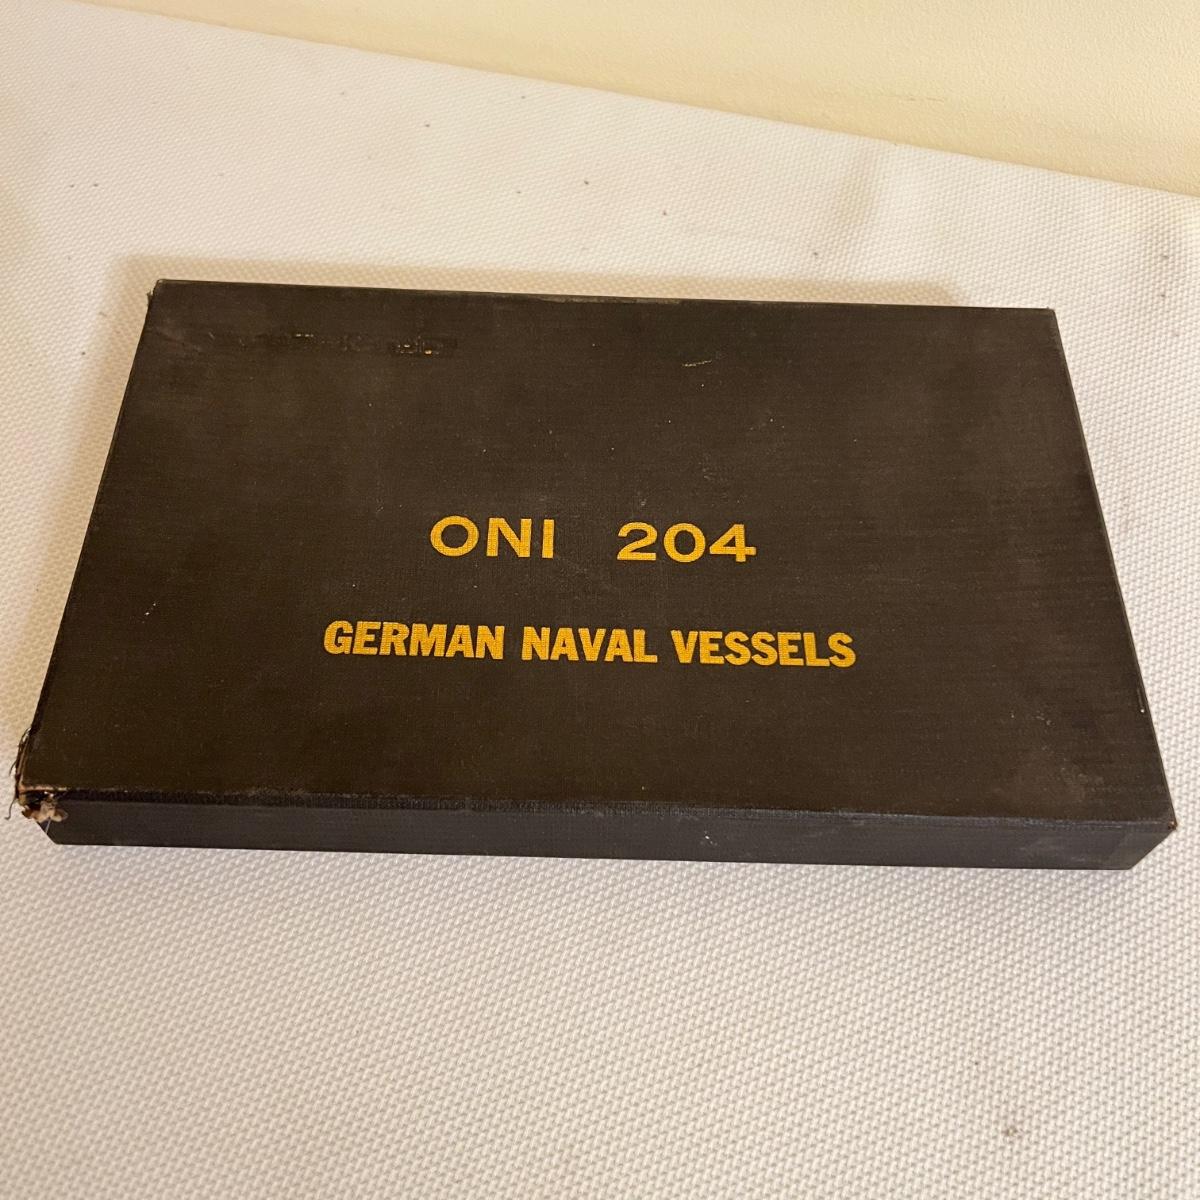 ONI 204
GERMAN NAVAL VESSELS